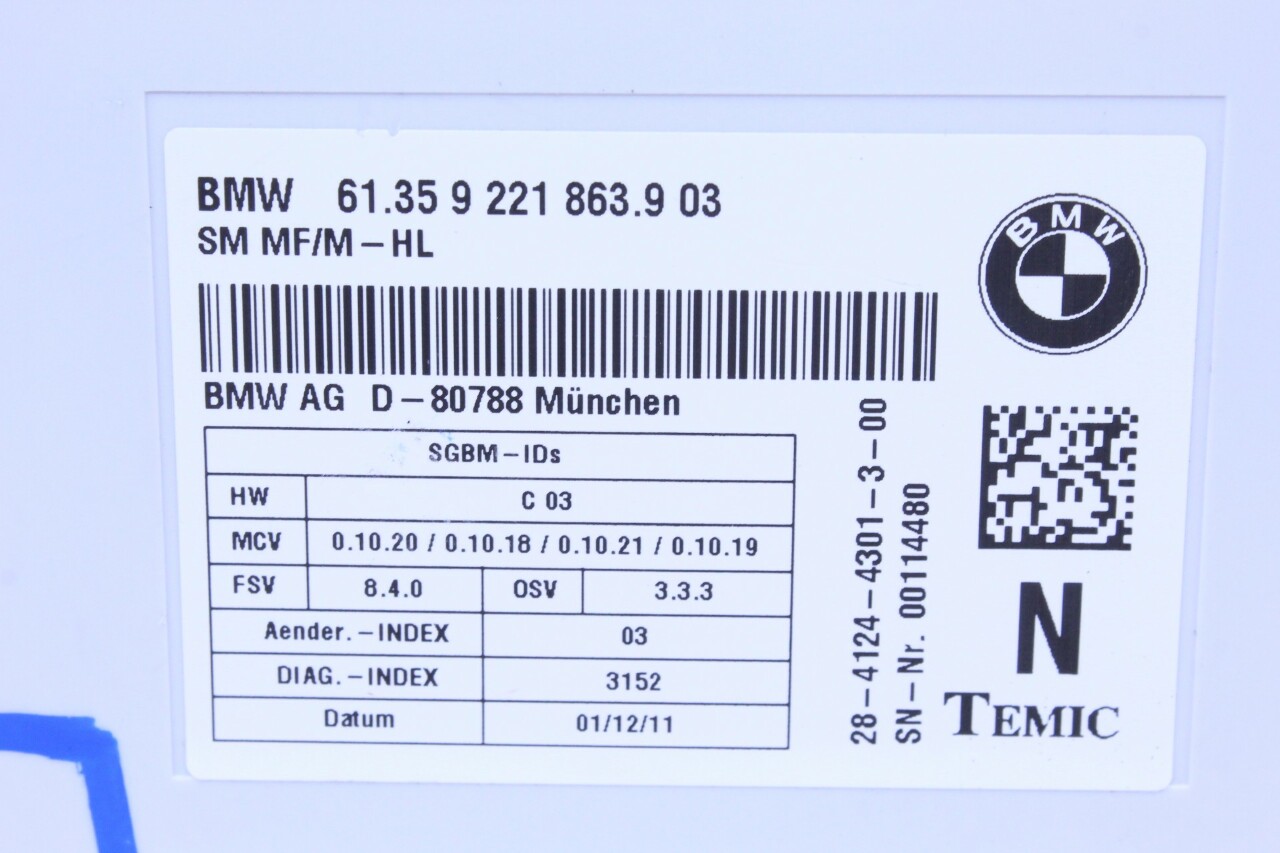 BMW 61.35 9 221 863.9 03
SM MF/M-HL
BMW AG D-80788 München
SGBM-IDs
HW C 03
MCV 0.10.20 / 0.10.18 / 0.10.21 / 0.10.19
FSV 8.4.0 OSV 3.3.3
Aender.-INDEX 03
DIAG.-INDEX 3152
Datum 01/12/11
28-4124-4301-3-00
SN-Nr. 00114480
BMW
N
TEMIC